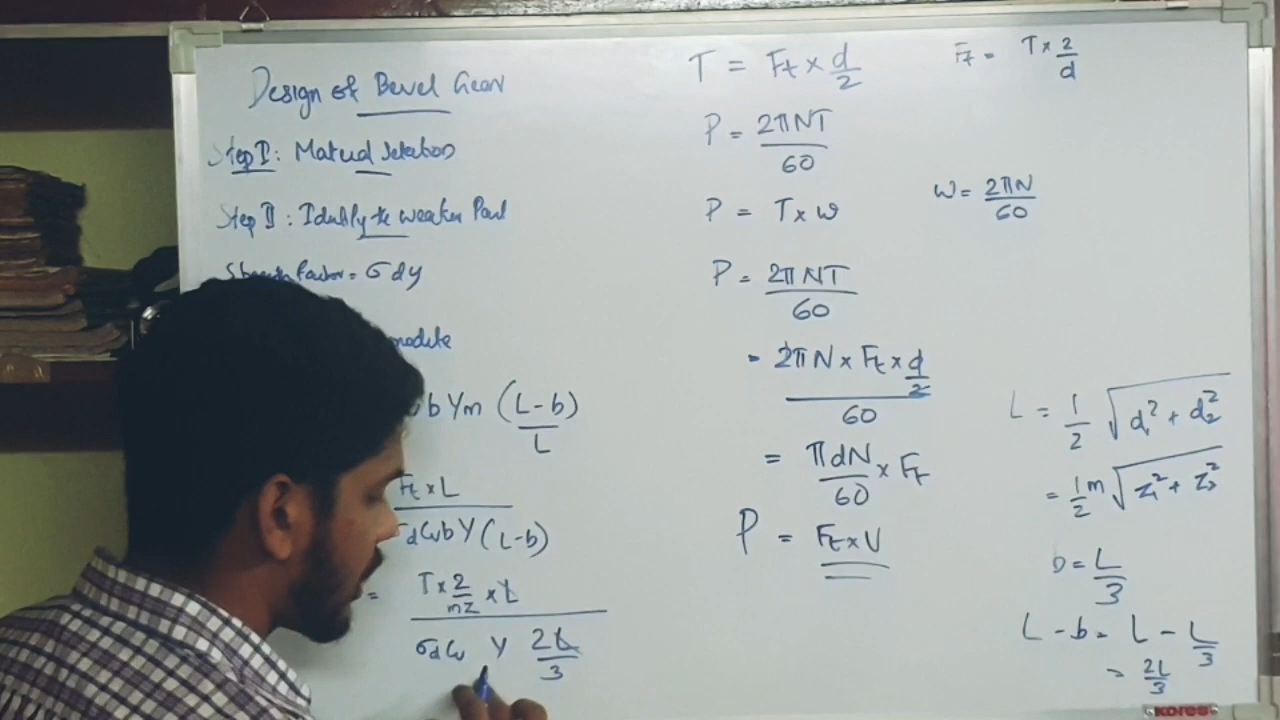 Design of Bevel Gear
Step I: Material Selection
Step II: Identify the weaker Part
Strength factor = σdy
module
b Ym (L-b)/L
Ft × L
σd Cv b Y (L-b)
= T × 2/mZ × L
σd Cv Y 2L/3
T = Ft × d/2
Ft = T × 2/d
P = 2πNT/60
P = T × ω
ω = 2πN/60
P = 2πNT/60
= 2πN × Ft × d/2
60
= πdN/60 × Ft
P = Ft × V
L = 1/2 √d₁² + d₂²
= 1/2 m √Z₁² + Z₂²
b = L/3
L - b = L - L/3
= 2L/3
KORES